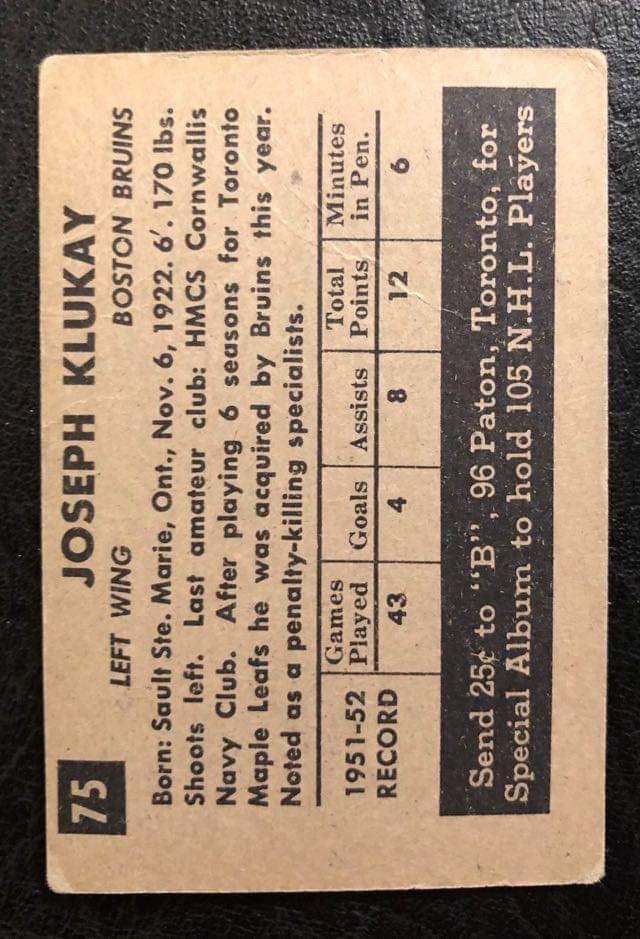 75
JOSEPH KLUKAY
LEFT WING BOSTON BRUINS
Born: Sault Ste. Marie, Ont., Nov. 6, 1922. 6'. 170 lbs.
Shoots left. Last amateur club: HMCS Cornwallis
Navy Club. After playing 6 seasons for Toronto
Maple Leafs he was acquired by Bruins this year.
Noted as a penalty-killing specialists.
1951-52 Games Goals Assists Total Minutes
RECORD Played Points in Pen.
43 4 8 12 6
Send 25¢ to "B", 96 Paton, Toronto, for
Special Album to hold 105 N.H.L. Players